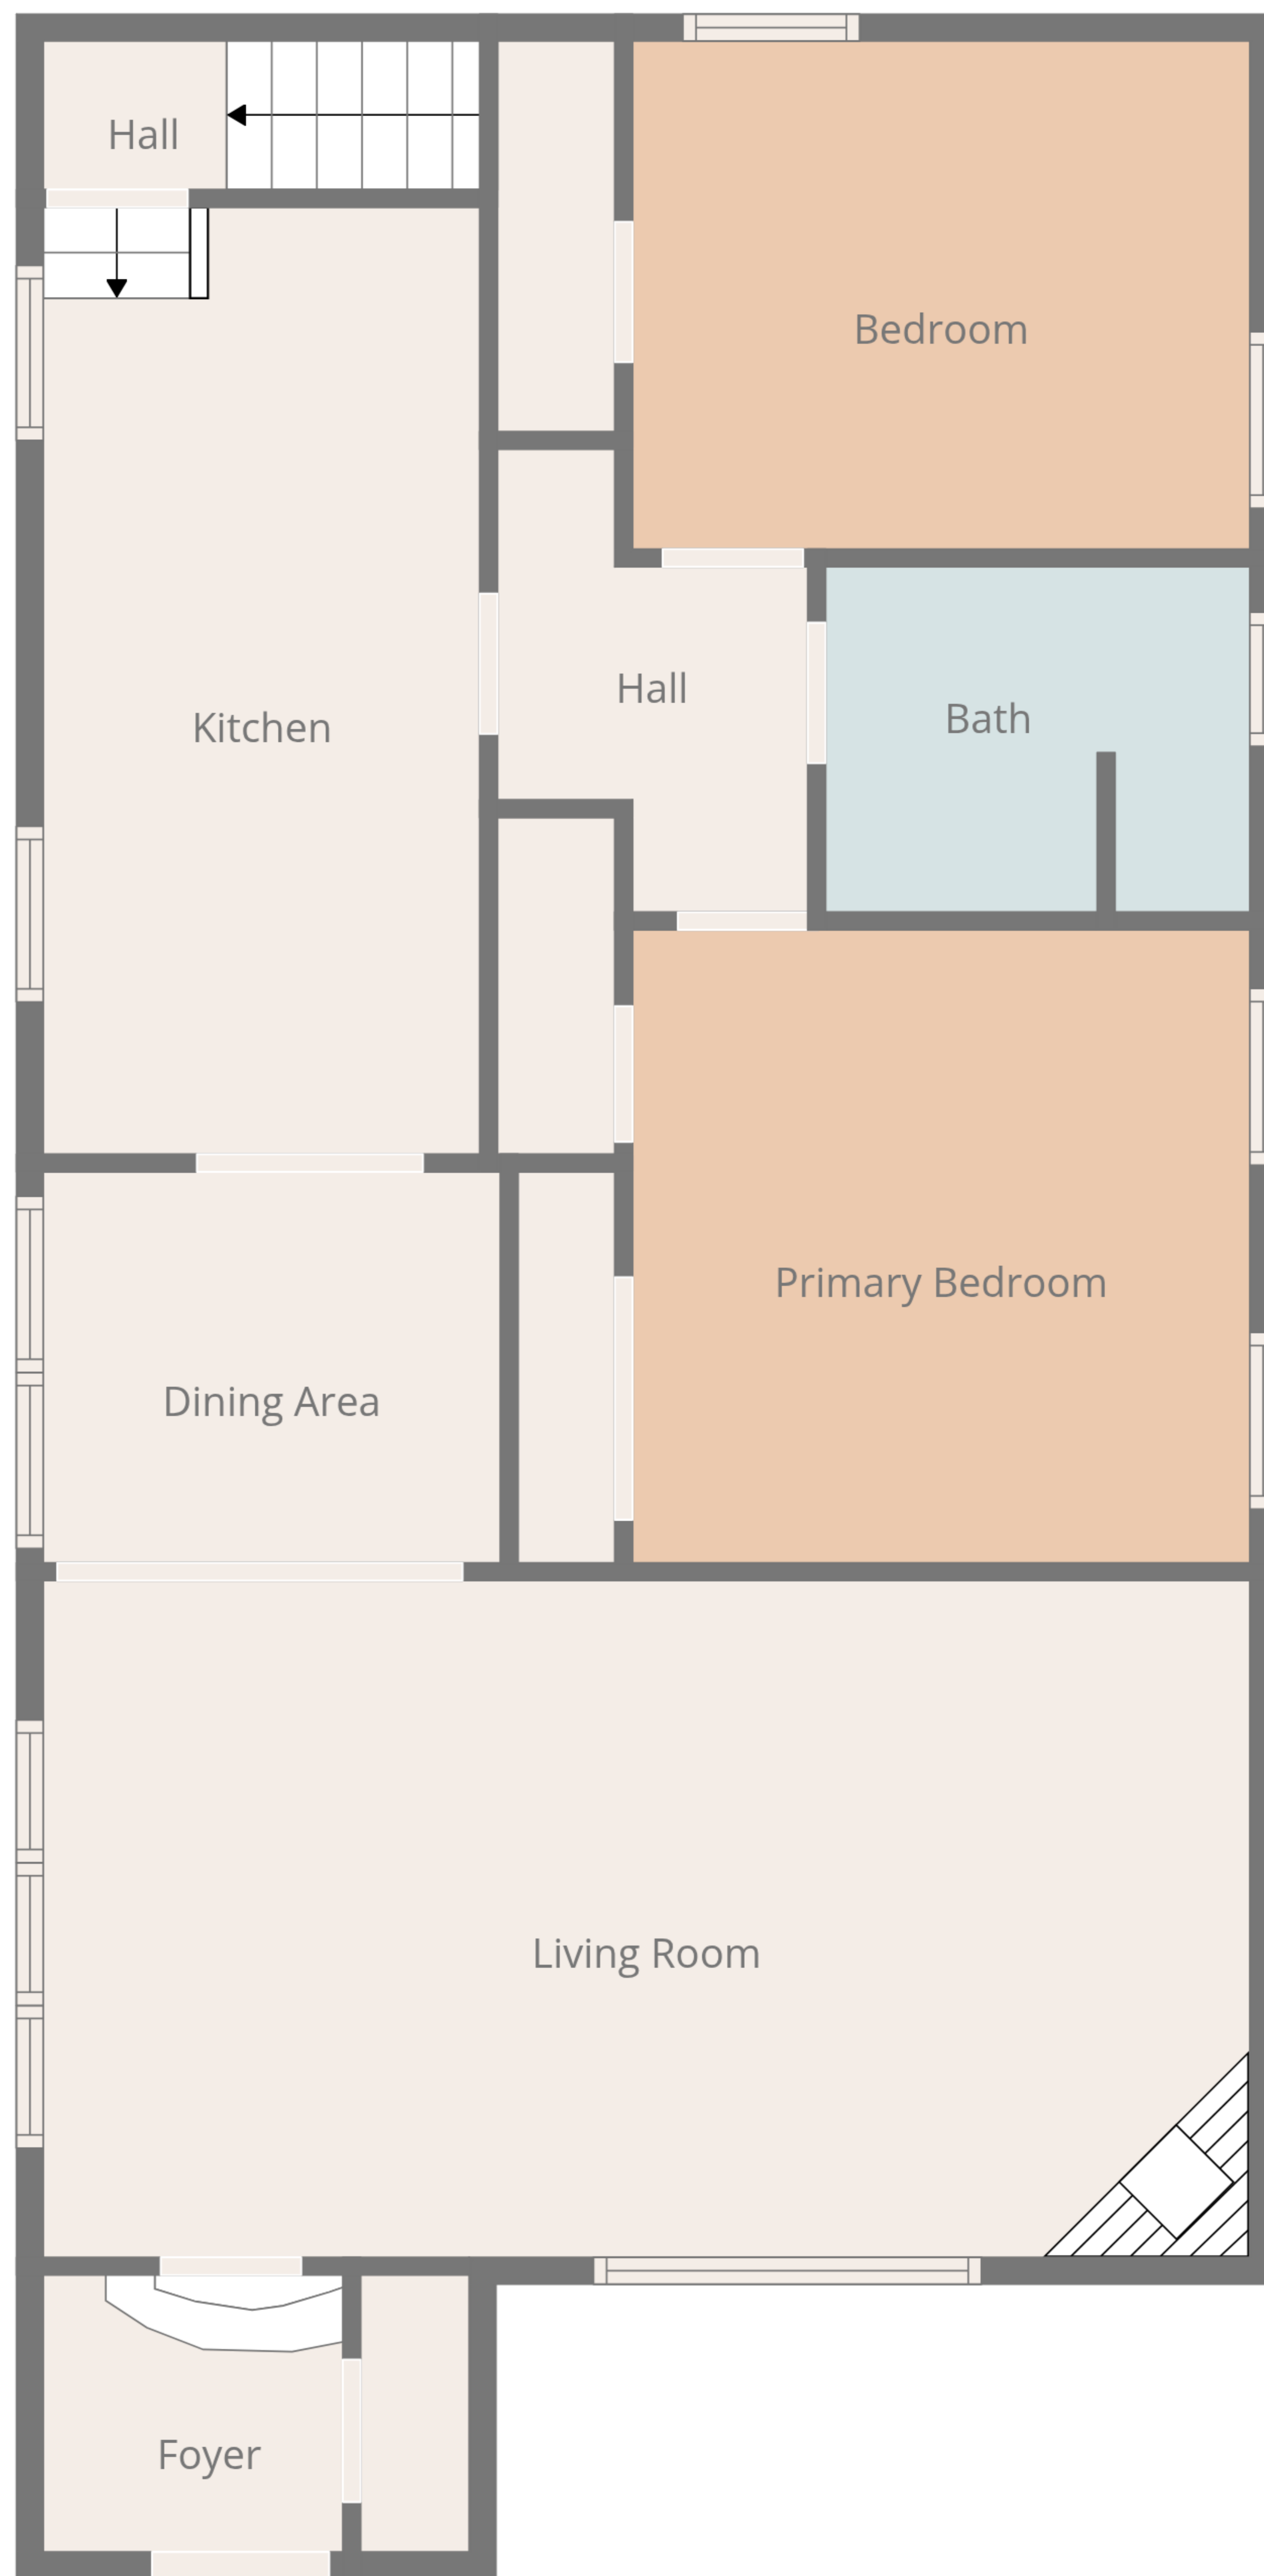 Hall
Bedroom
Hall
Bath
Kitchen
Primary Bedroom
Dining Area
Living Room
Foyer